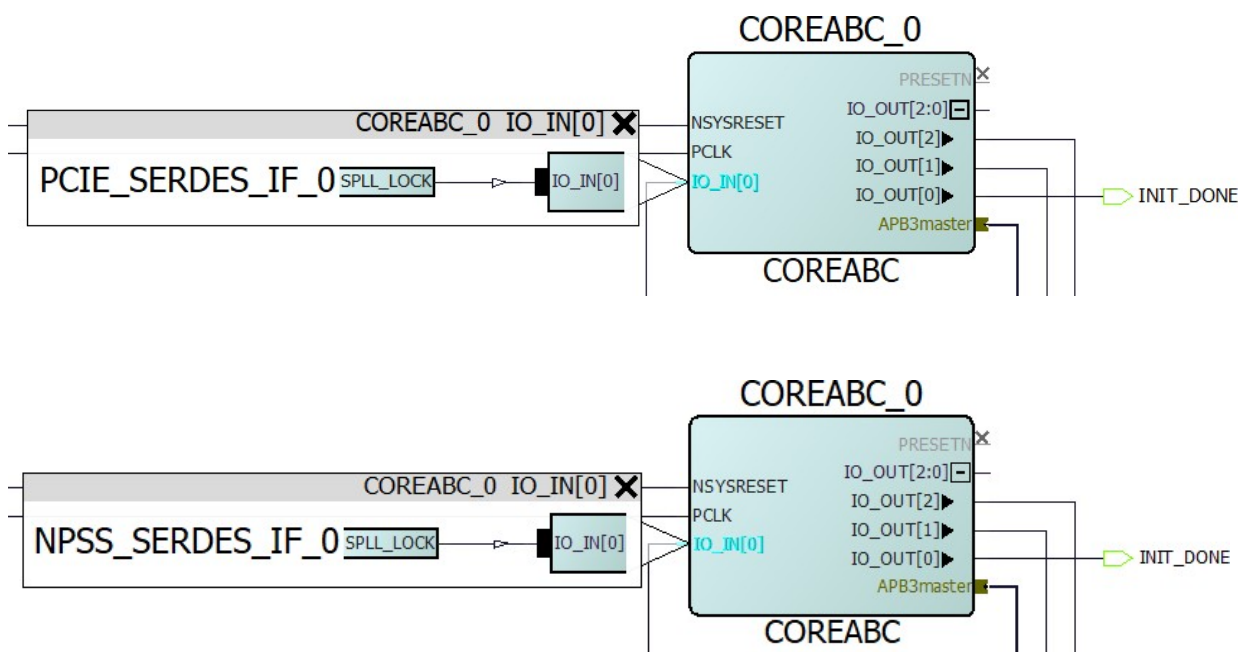 COREABC_0
PRESETN
COREABC_0 IO_IN[0]
IO_OUT[2:0]
NSYSRESET
IO_OUT[2]
PCLK
IO_OUT[1]
PCIE_SERDES_IF_0 SPLL_LOCK IO_IN[0]
IO_IN[0]
IO_OUT[0]
INIT_DONE
APB3master
COREABC
COREABC_0
PRESETN
COREABC_0 IO_IN[0]
IO_OUT[2:0]
NSYSRESET
IO_OUT[2]
PCLK
IO_OUT[1]
NPSS_SERDES_IF_0 SPLL_LOCK IO_IN[0]
IO_IN[0]
IO_OUT[0]
INIT_DONE
APB3master
COREABC